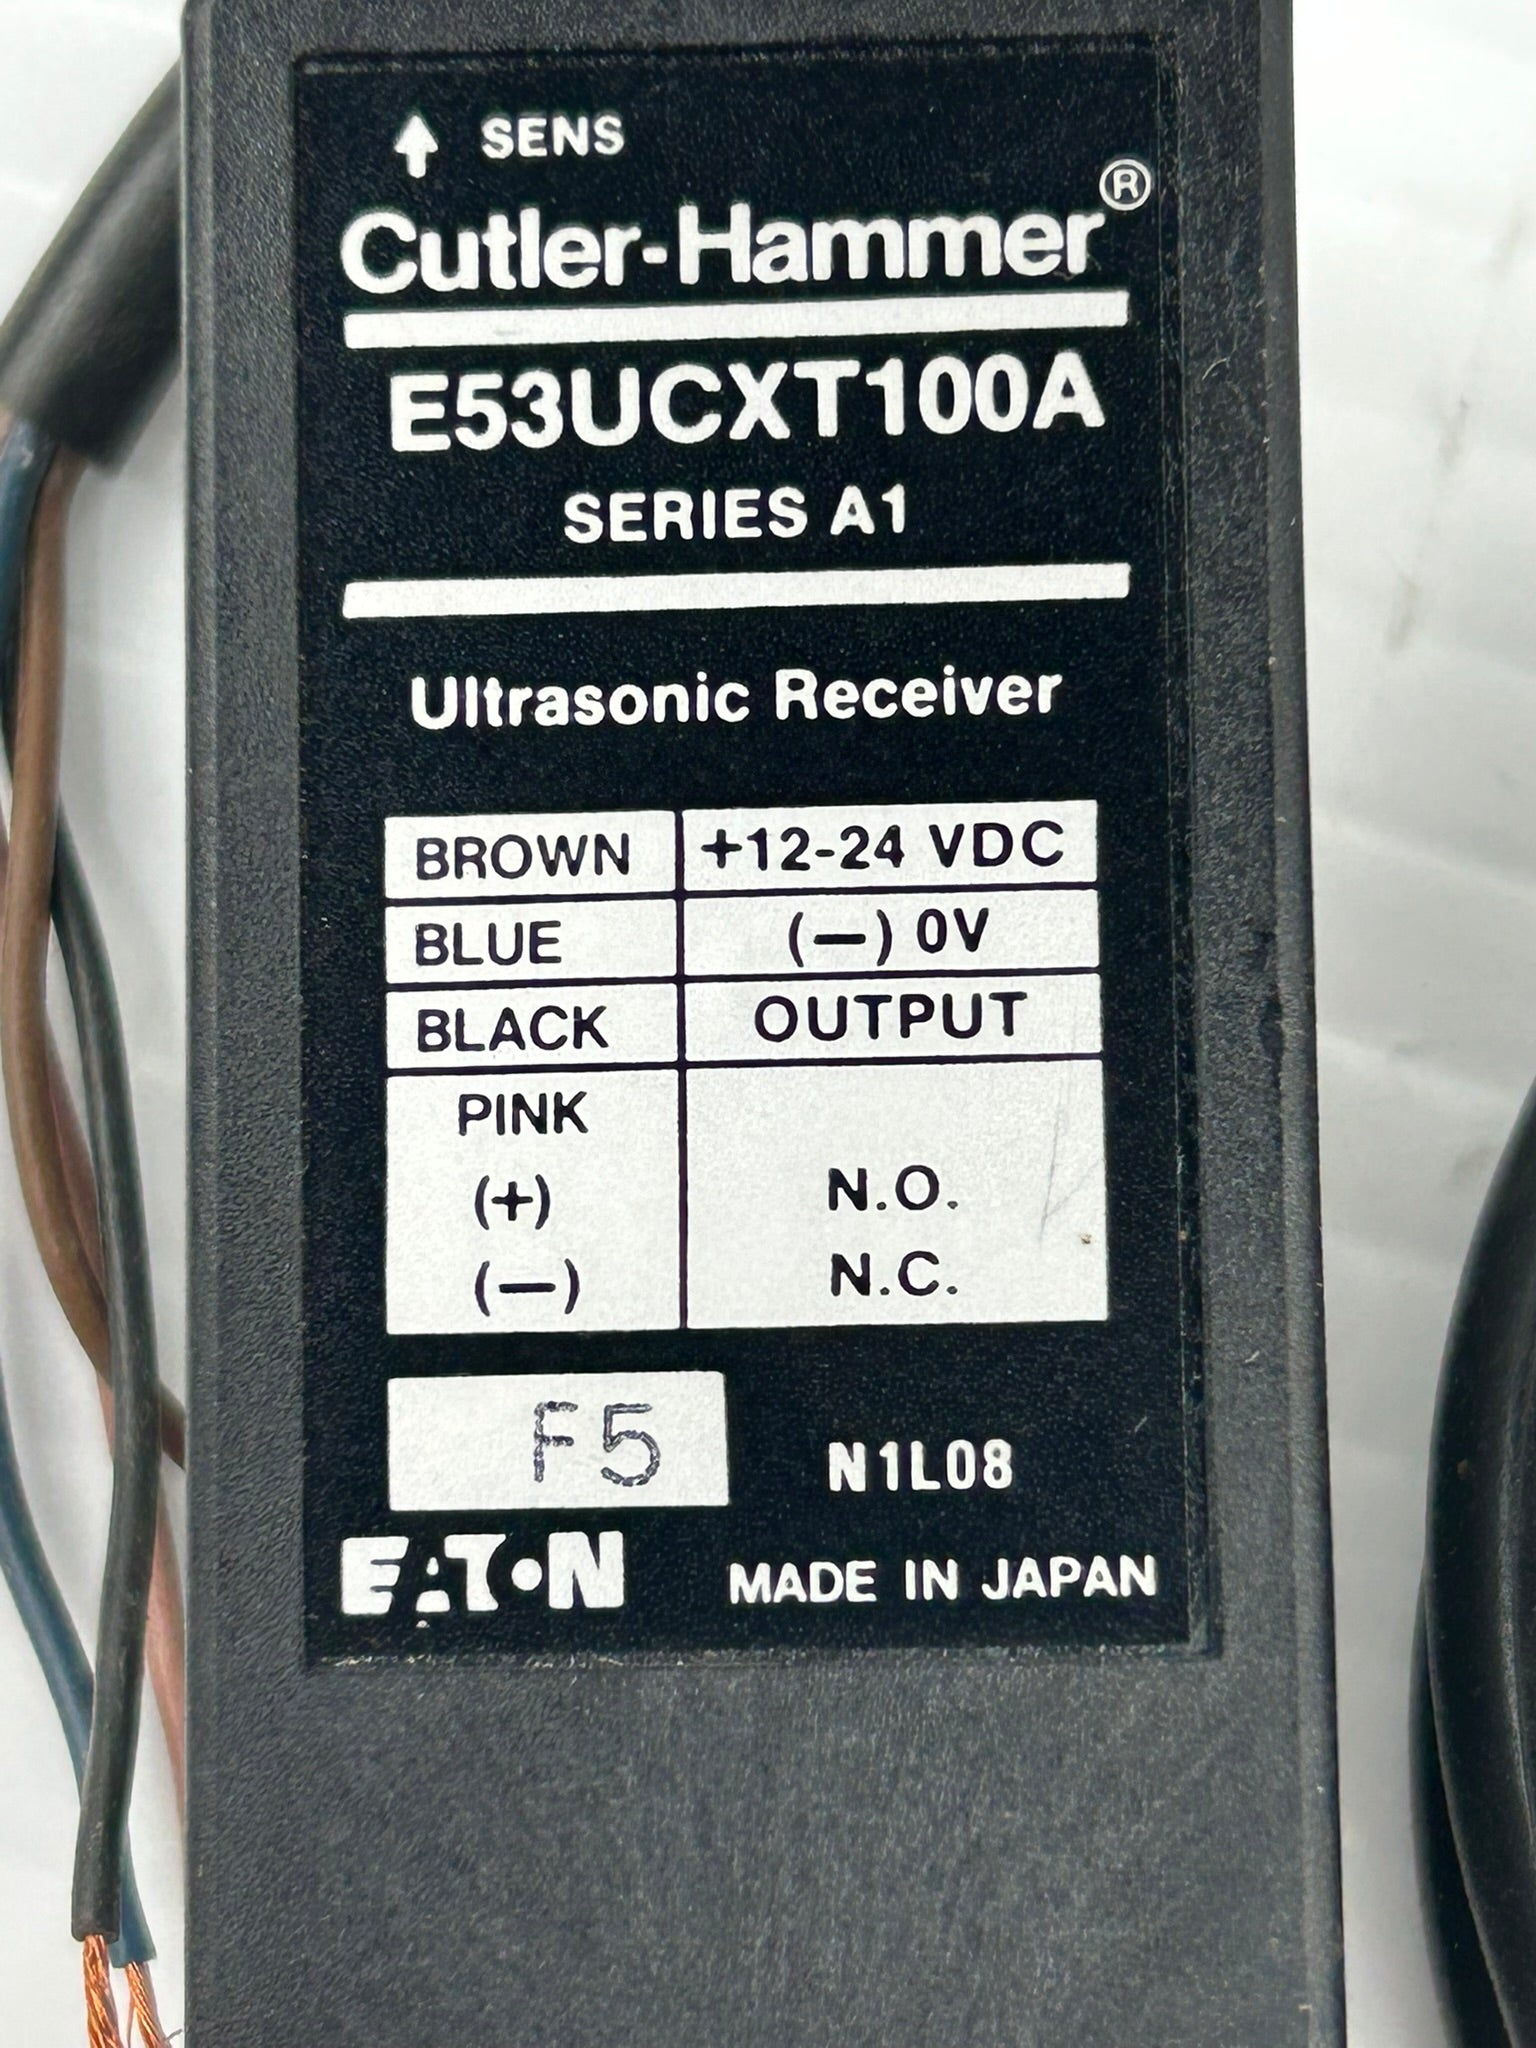 ↑ SENS
Cutler-Hammer®
E53UCXT100A
SERIES A1
Ultrasonic Receiver
BROWN +12-24 VDC
BLUE (—) 0V
BLACK OUTPUT
PINK
(+) N.O.
(—) N.C.
F5 N1L08
EATON MADE IN JAPAN